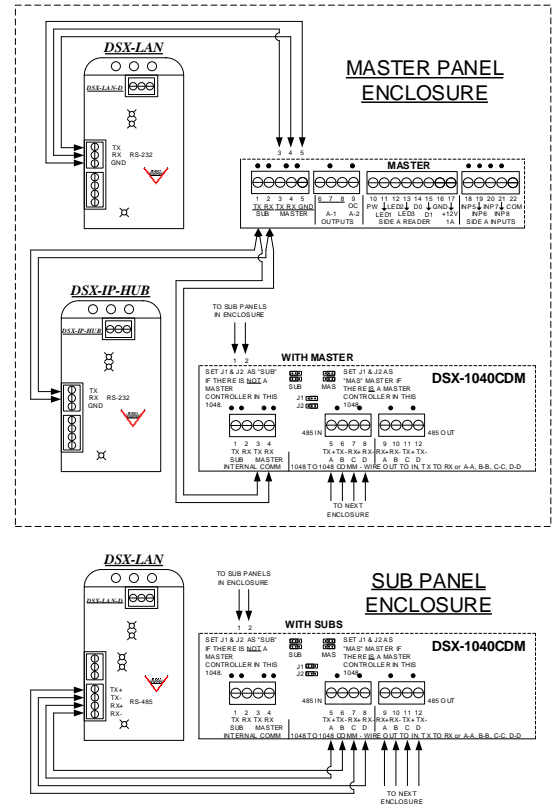 MASTER PANEL
ENCLOSURE
DSX-LAN
DSX-LAN-D
TX
RX RS-232
GND
3 4 5
MASTER
1 2 3 4 5 6 7 8 9 10 11 12 13 14 15 16 17 18 19 20 21 22
TX RX TX RX GND
SUB MASTER
A-1 OC
A-2
OUTPUTS
PW LED2 D0 GND
LED1 LED3 D1 +12V
SIDE A READER 1A
INP5 INP7 COM
INP6 INP8
SIDE A INPUTS
DSX-IP-HUB
DSX-IP-HUB
TX
RX RS-232
GND
TO SUB PANELS
IN ENCLOSURE
1 2
WITH MASTER
DSX-1040CDM
SET J1 & J2 AS "SUB"
IF THERE IS NOT A
MASTER
CONTROLLER IN THIS
1048.
SUB
MAS
J1
J2
SET J1 & J2 AS
"MAS" MASTER IF
THERE IS A MASTER
CONTROLLER IN THIS
1048.
485 IN
485 OUT
1 2 3 4
TX RX TX RX
SUB MASTER
INTERNAL COMM
5 6 7 8 9 10 11 12
TX+ TX- RX+ RX- RX+ RX- TX+ TX-
A B C D A B C D
1048 TO 1048 COMM - WIRE OUT TO IN, TX TO RX or A-A, B-B, C-C, D-D
TO NEXT
ENCLOSURE
SUB PANEL
ENCLOSURE
DSX-LAN
DSX-LAN-D
TX+
TX-
RX+
RX-
RS-485
TO SUB PANELS
IN ENCLOSURE
1 2
WITH SUBS
DSX-1040CDM
SET J1 & J2 AS "SUB"
IF THERE IS NOT A
MASTER
CONTROLLER IN THIS
1048.
SUB
MAS
J1
J2
SET J1 & J2 AS
"MAS" MASTER IF
THERE IS A MASTER
CONTROLLER IN THIS
1048.
485 IN
485 OUT
1 2 3 4
TX RX TX RX
SUB MASTER
INTERNAL COMM
5 6 7 8 9 10 11 12
TX+ TX- RX+ RX- RX+ RX- TX+ TX-
A B C D A B C D
1048 TO 1048 COMM - WIRE OUT TO IN, TX TO RX or A-A, B-B, C-C, D-D
TO NEXT
ENCLOSURE